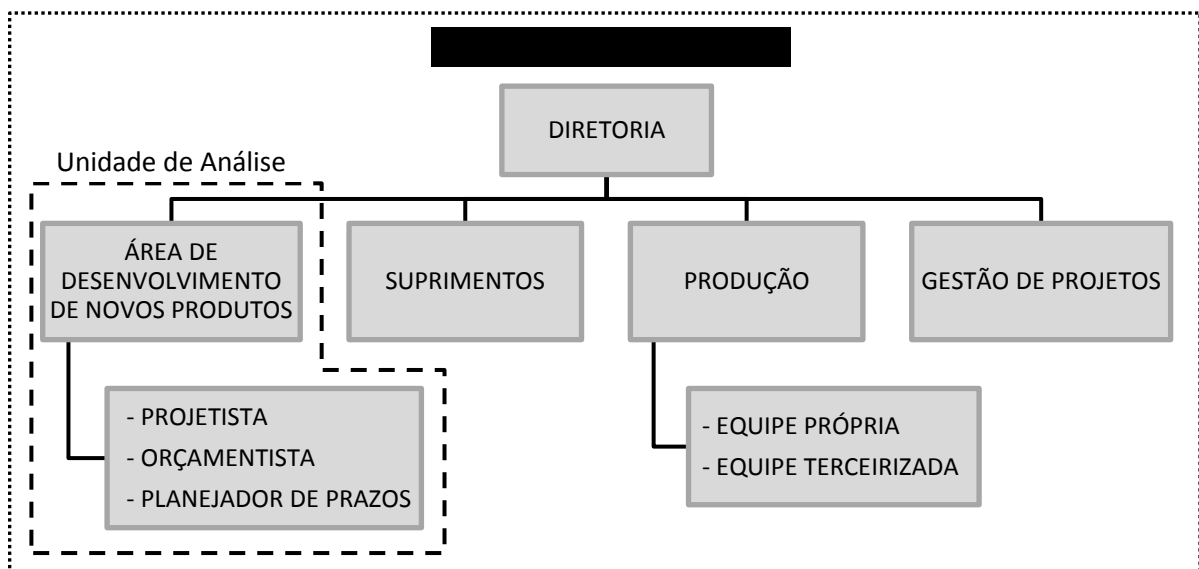 DIRETORIA
Unidade de Análise
ÁREA DE
DESENVOLVIMENTO
DE NOVOS PRODUTOS
SUPRIMENTOS
PRODUÇÃO
GESTÃO DE PROJETOS
- PROJETISTA
- ORÇAMENTISTA
- PLANEJADOR DE PRAZOS
- EQUIPE PRÓPRIA
- EQUIPE TERCEIRIZADA